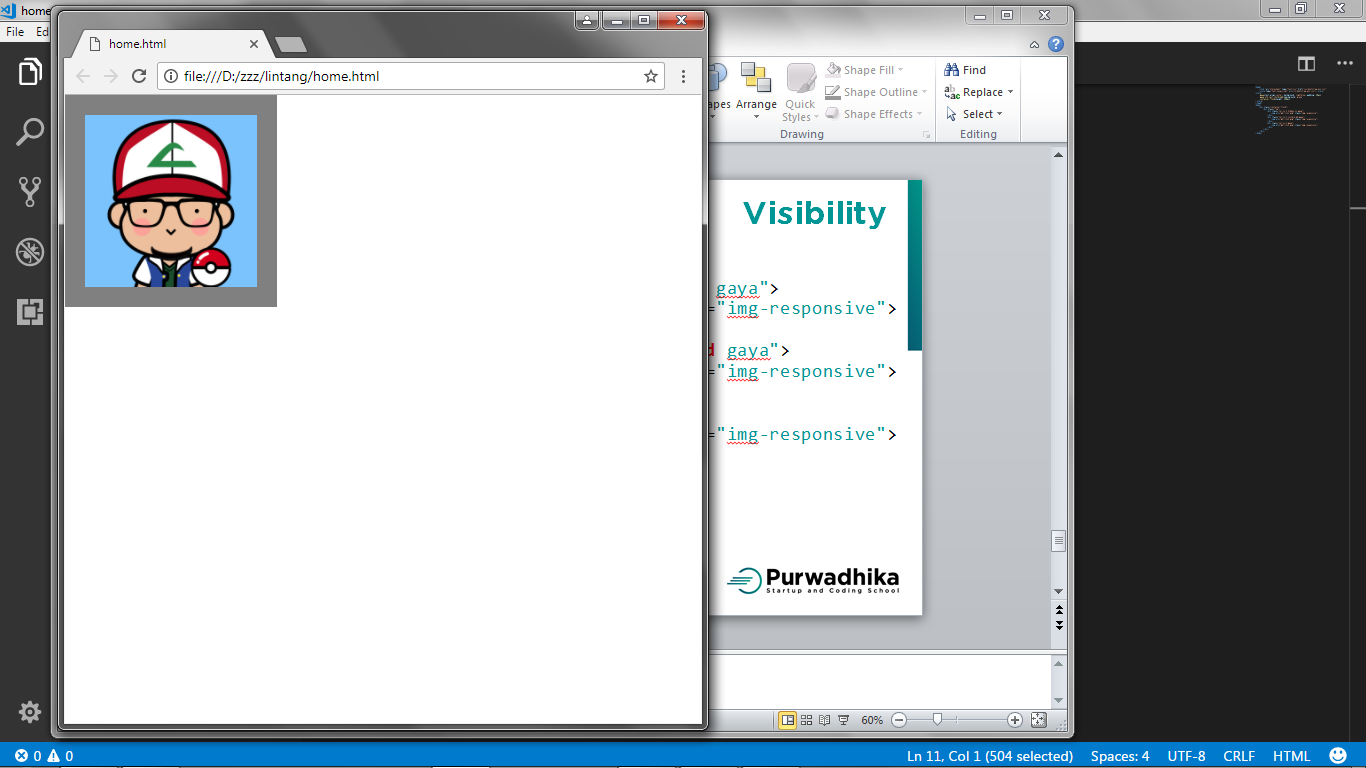 home
File Ed
home.html
file:///D:/zzz/lintang/home.html
apes
Arrange
Quick
Styles
Shape Fill
Shape Outline
Shape Effects
Drawing
Find
Replace
Select
Editing
Visibility
gaya">
="img-responsive">
d gaya">
="img-responsive">
="img-responsive">
Purwadhika
Startup and Coding School
60%
0 0
Ln 11, Col 1 (504 selected) Spaces: 4 UTF-8 CRLF HTML